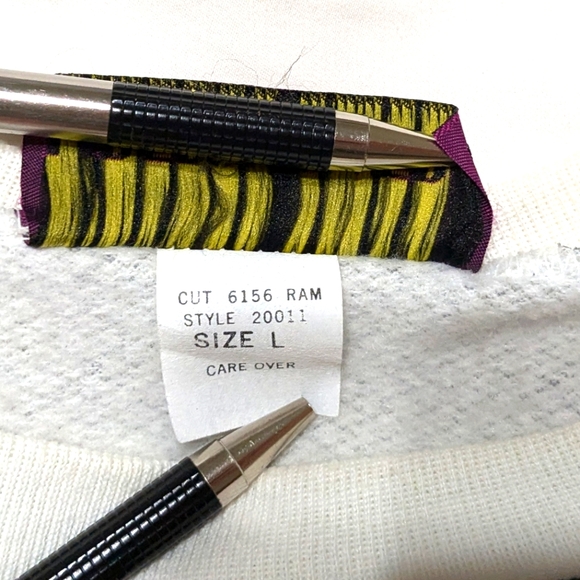 CUT 6156 RAM
STYLE 20011
SIZE L
CARE OVER